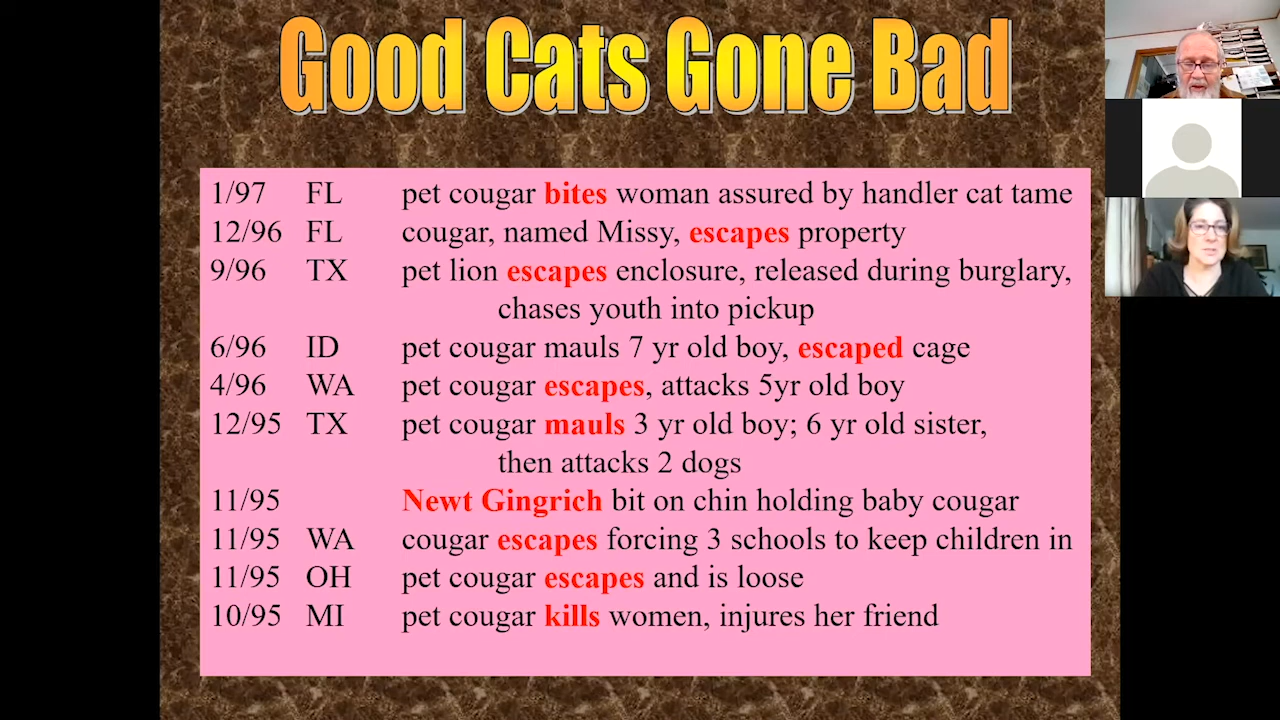 Good Cats Gone Bad
1/97 FL pet cougar bites woman assured by handler cat tame
12/96 FL cougar, named Missy, escapes property
9/96 TX pet lion escapes enclosure, released during burglary,
chases youth into pickup
6/96 ID pet cougar mauls 7 yr old boy, escaped cage
4/96 WA pet cougar escapes, attacks 5yr old boy
12/95 TX pet cougar mauls 3 yr old boy; 6 yr old sister,
then attacks 2 dogs
11/95 Newt Gingrich bit on chin holding baby cougar
11/95 WA cougar escapes forcing 3 schools to keep children in
11/95 OH pet cougar escapes and is loose
10/95 MI pet cougar kills women, injures her friend